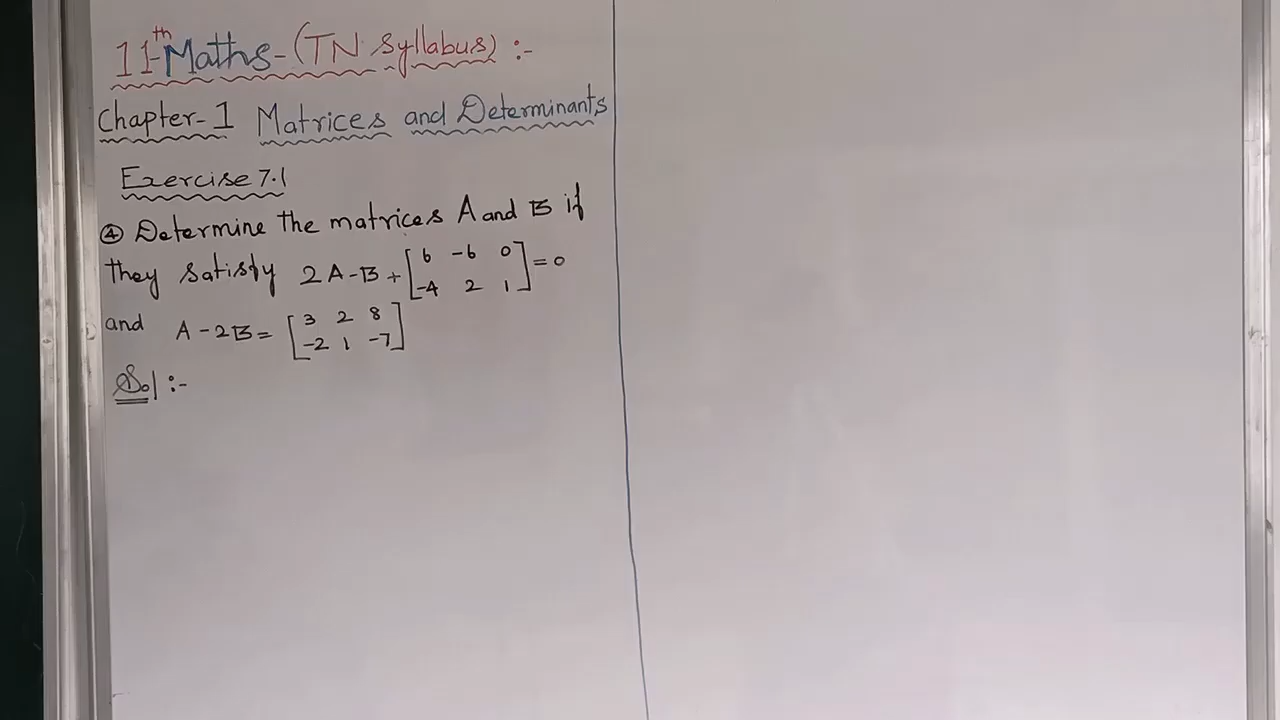 11th Maths-(TN Syllabus) :-
Chapter-1 Matrices and Determinants
Exercise 7.1
④ Determine the matrices A and B if
they satisfy 2A-B+[6 -6 0; -4 2 1]=0
and A-2B=[3 2 8; -2 1 -7]
Sol :-